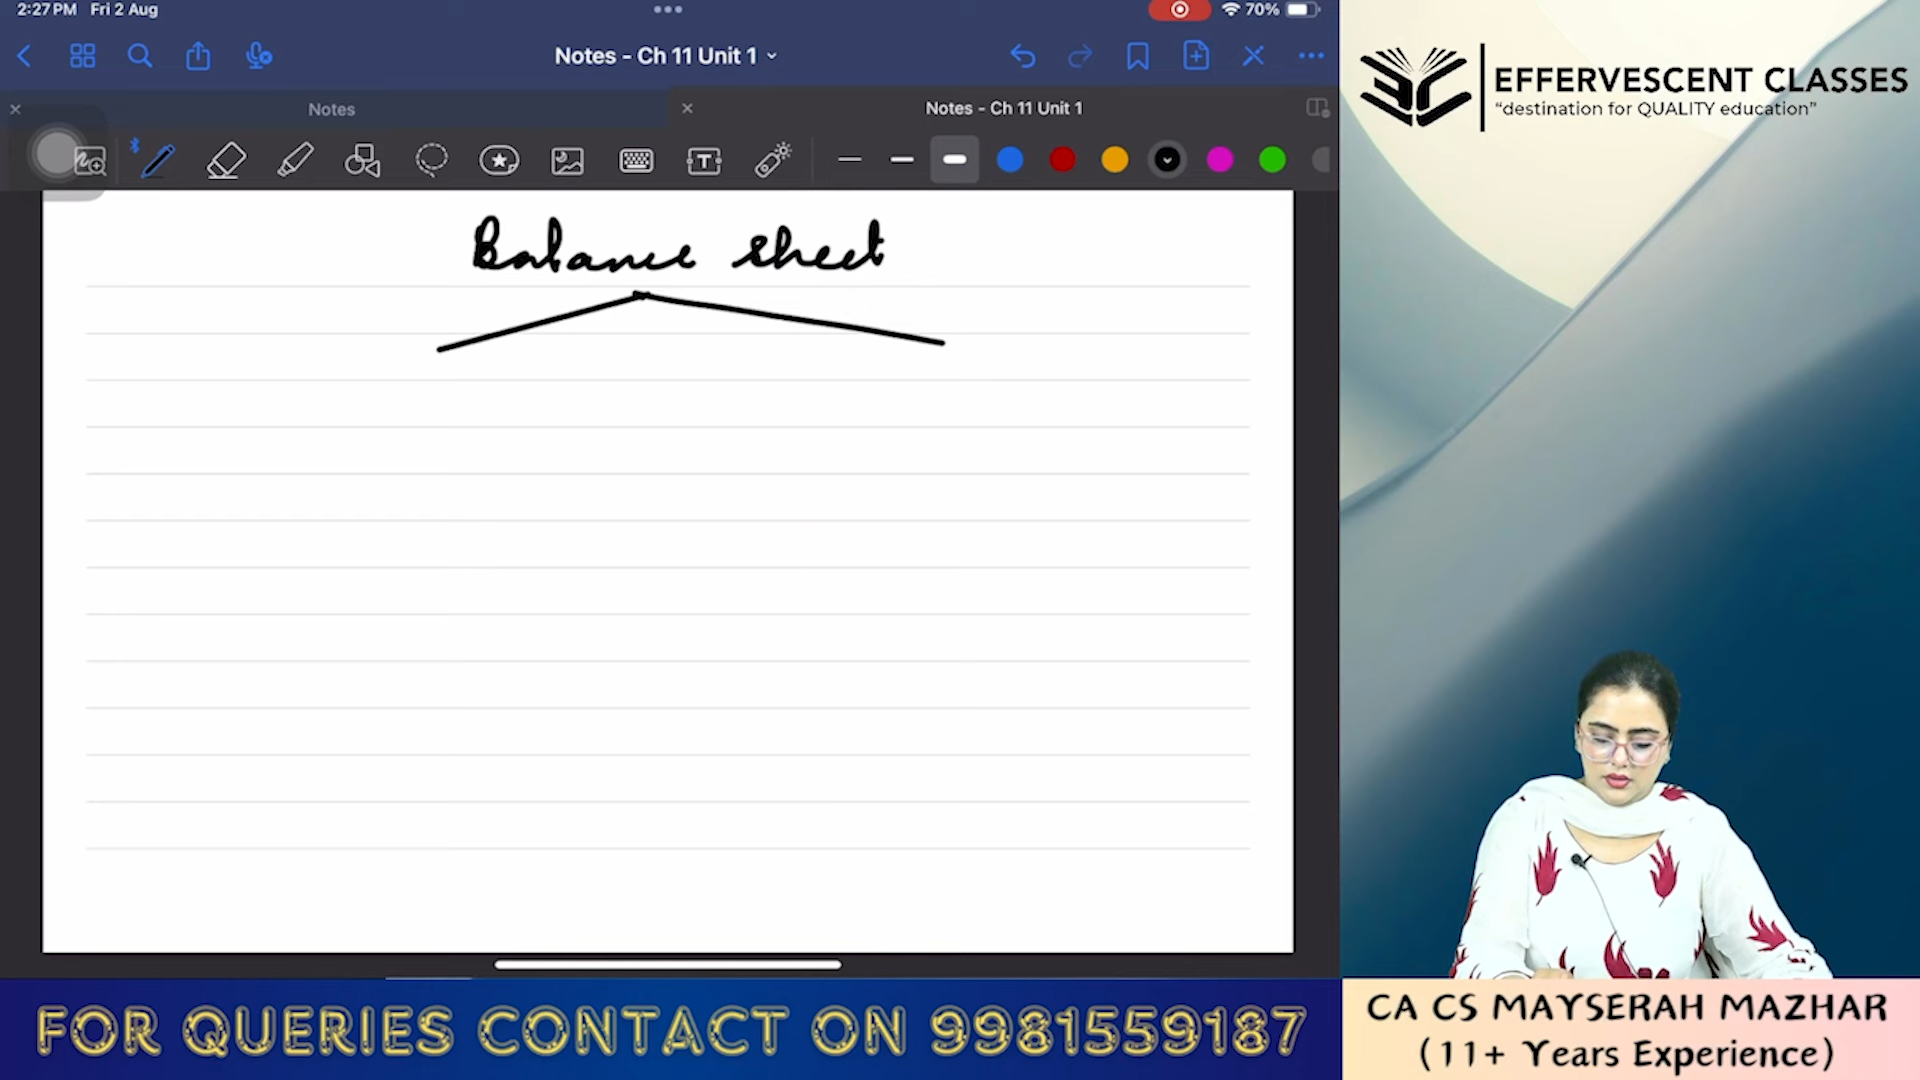 2:27 PM Fri 2 Aug
70%
Notes - Ch 11 Unit 1
Notes
Notes - Ch 11 Unit 1
T
Balance sheet
EFFERVESCENT CLASSES
"destination for QUALITY education"
FOR QUERIES CONTACT ON 9981559187
CA CS MAYSERAH MAZHAR
(11+ Years Experience)